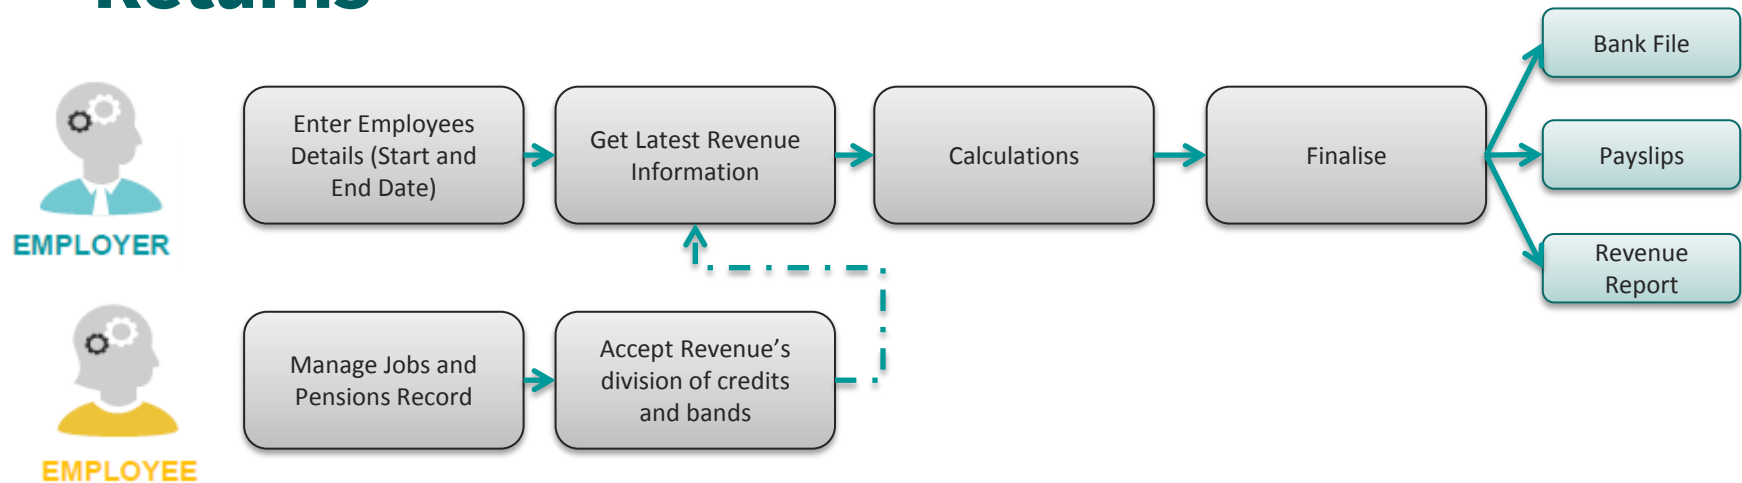 Returns
Enter Employees
Details (Start and
End Date)
Get Latest Revenue
Information
Calculations
Finalise
Bank File
Payslips
Revenue
Report
EMPLOYER
Manage Jobs and
Pensions Record
Accept Revenue’s
division of credits
and bands
EMPLOYEE